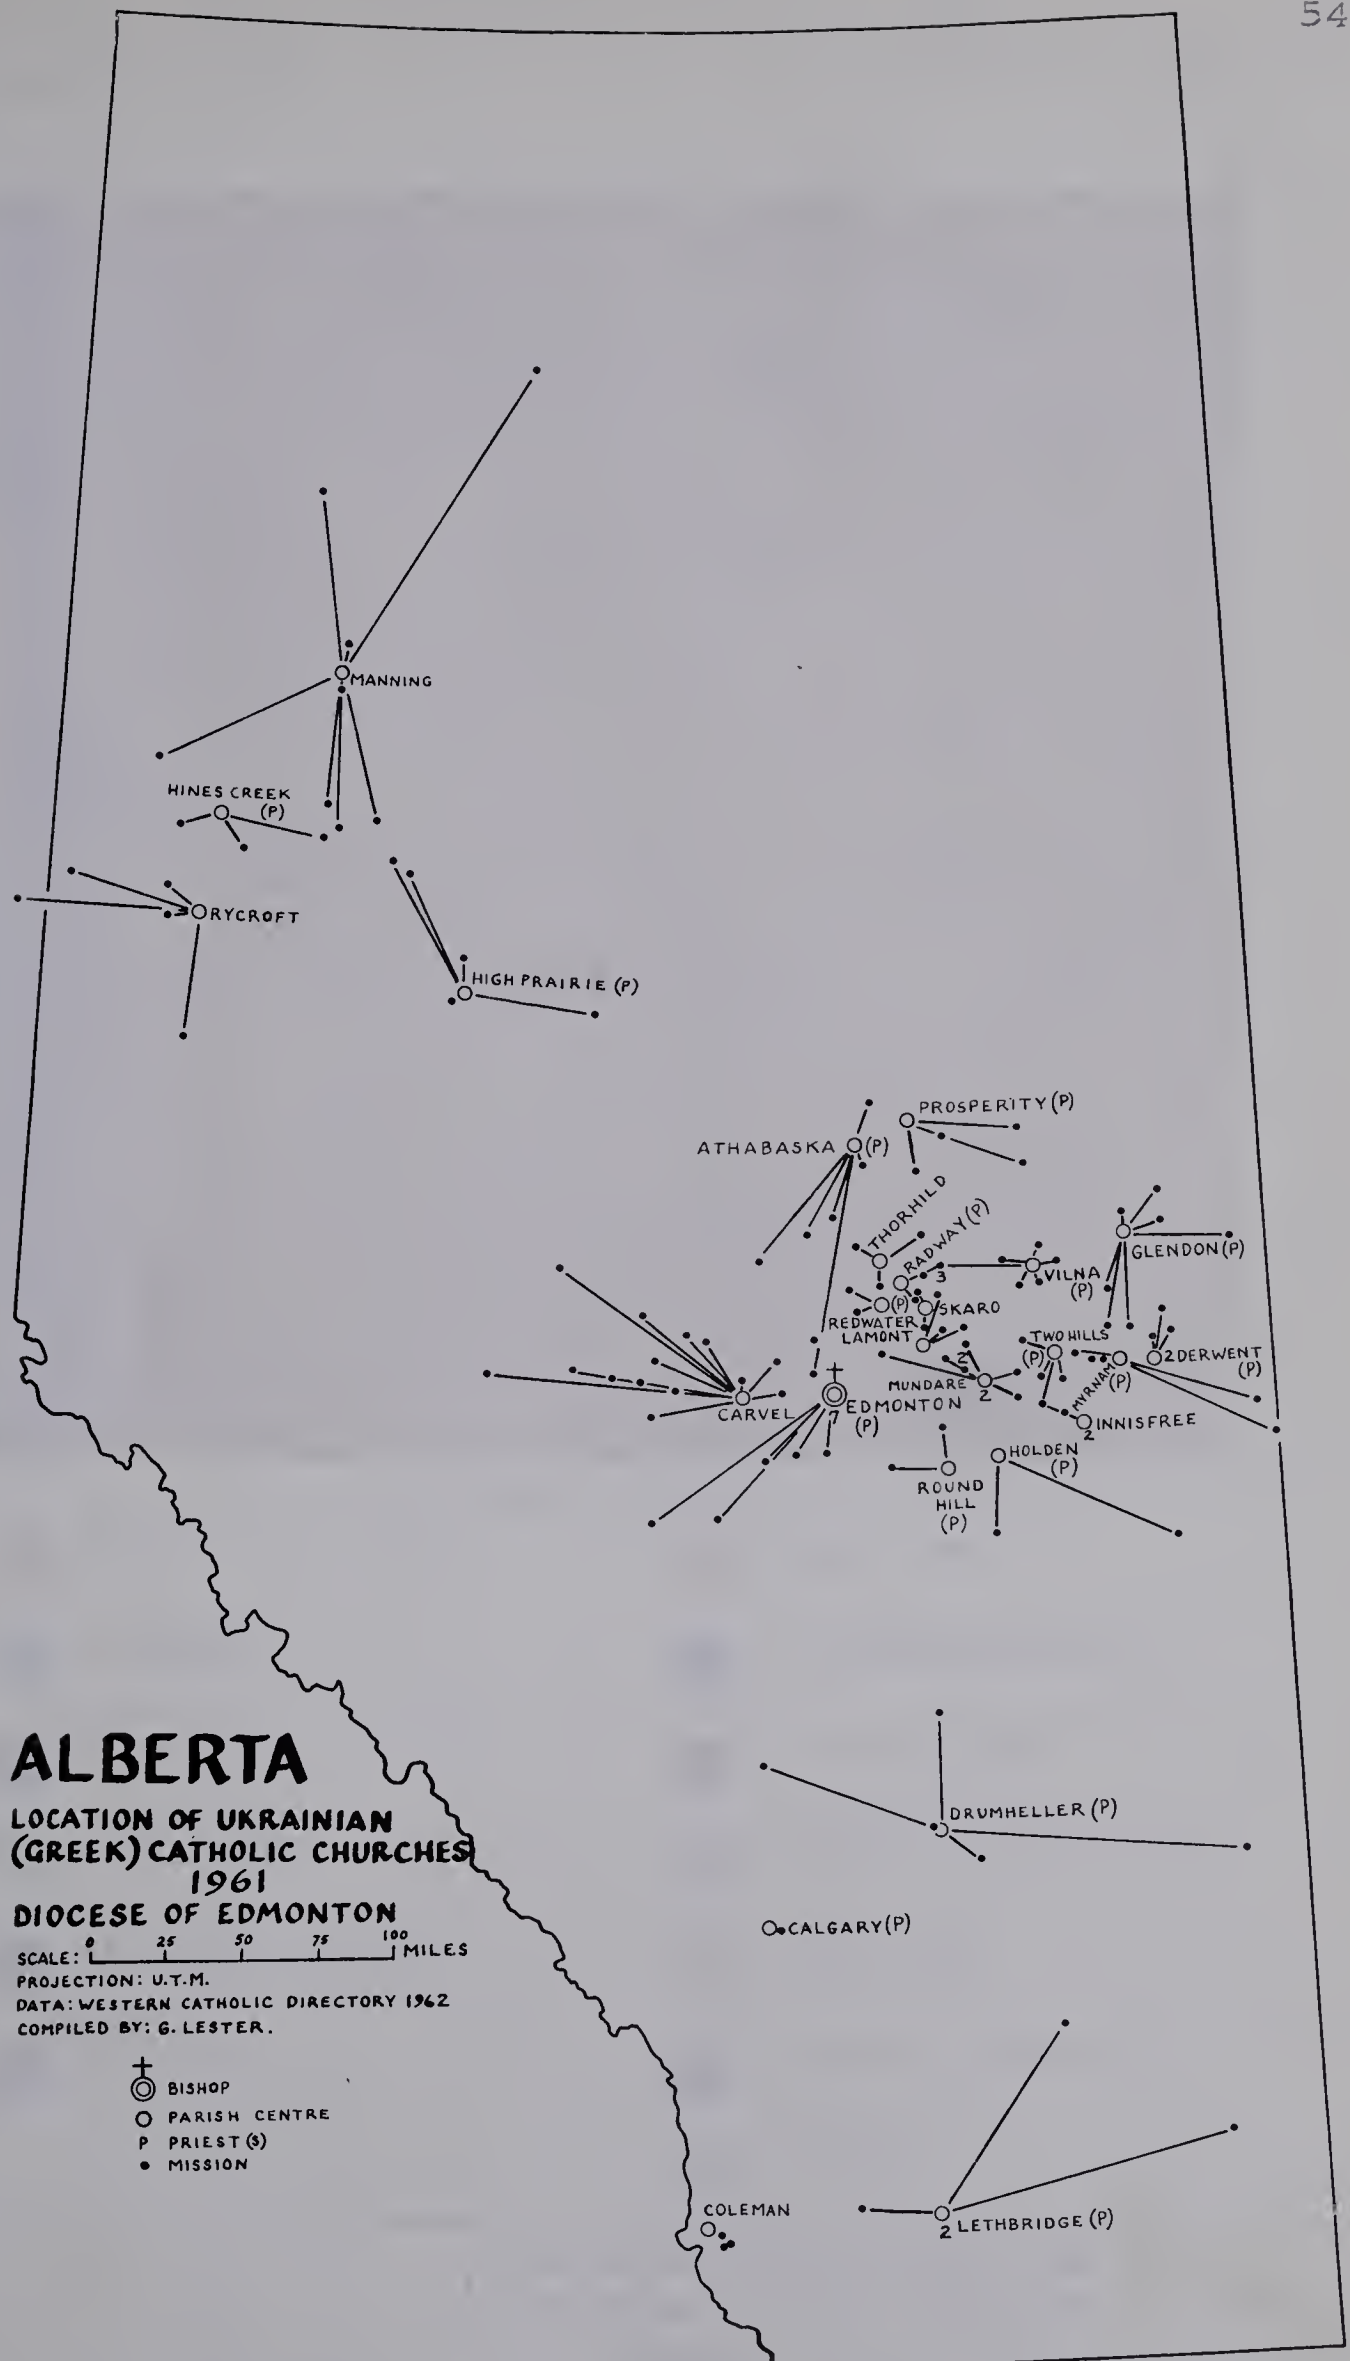 54
MANNING
HINES CREEK
(P)
RYCROFT
HIGH PRAIRIE (P)
PROSPERITY (P)
ATHABASKA (P)
THORHILD
RADWAY (P)
GLENDON (P)
3
VILNA
(P)
(P)
SKARO
REDWATER
LAMONT
TWO HILLS
(P)
2
2 DERWENT
(P)
MYRNAM
(P)
MUNDARE
2
CARVEL
EDMONTON
7
(P)
INNISFREE
2
HOLDEN
(P)
ROUND
HILL
(P)
ALBERTA
LOCATION OF UKRAINIAN
(GREEK) CATHOLIC CHURCHES
1961
DIOCESE OF EDMONTON
SCALE: 0 25 50 75 100 MILES
PROJECTION: U.T.M.
DATA: WESTERN CATHOLIC DIRECTORY 1962
COMPILED BY: G. LESTER.
BISHOP
PARISH CENTRE
P PRIEST (S)
MISSION
DRUMHELLER (P)
CALGARY (P)
COLEMAN
2 LETHBRIDGE (P)